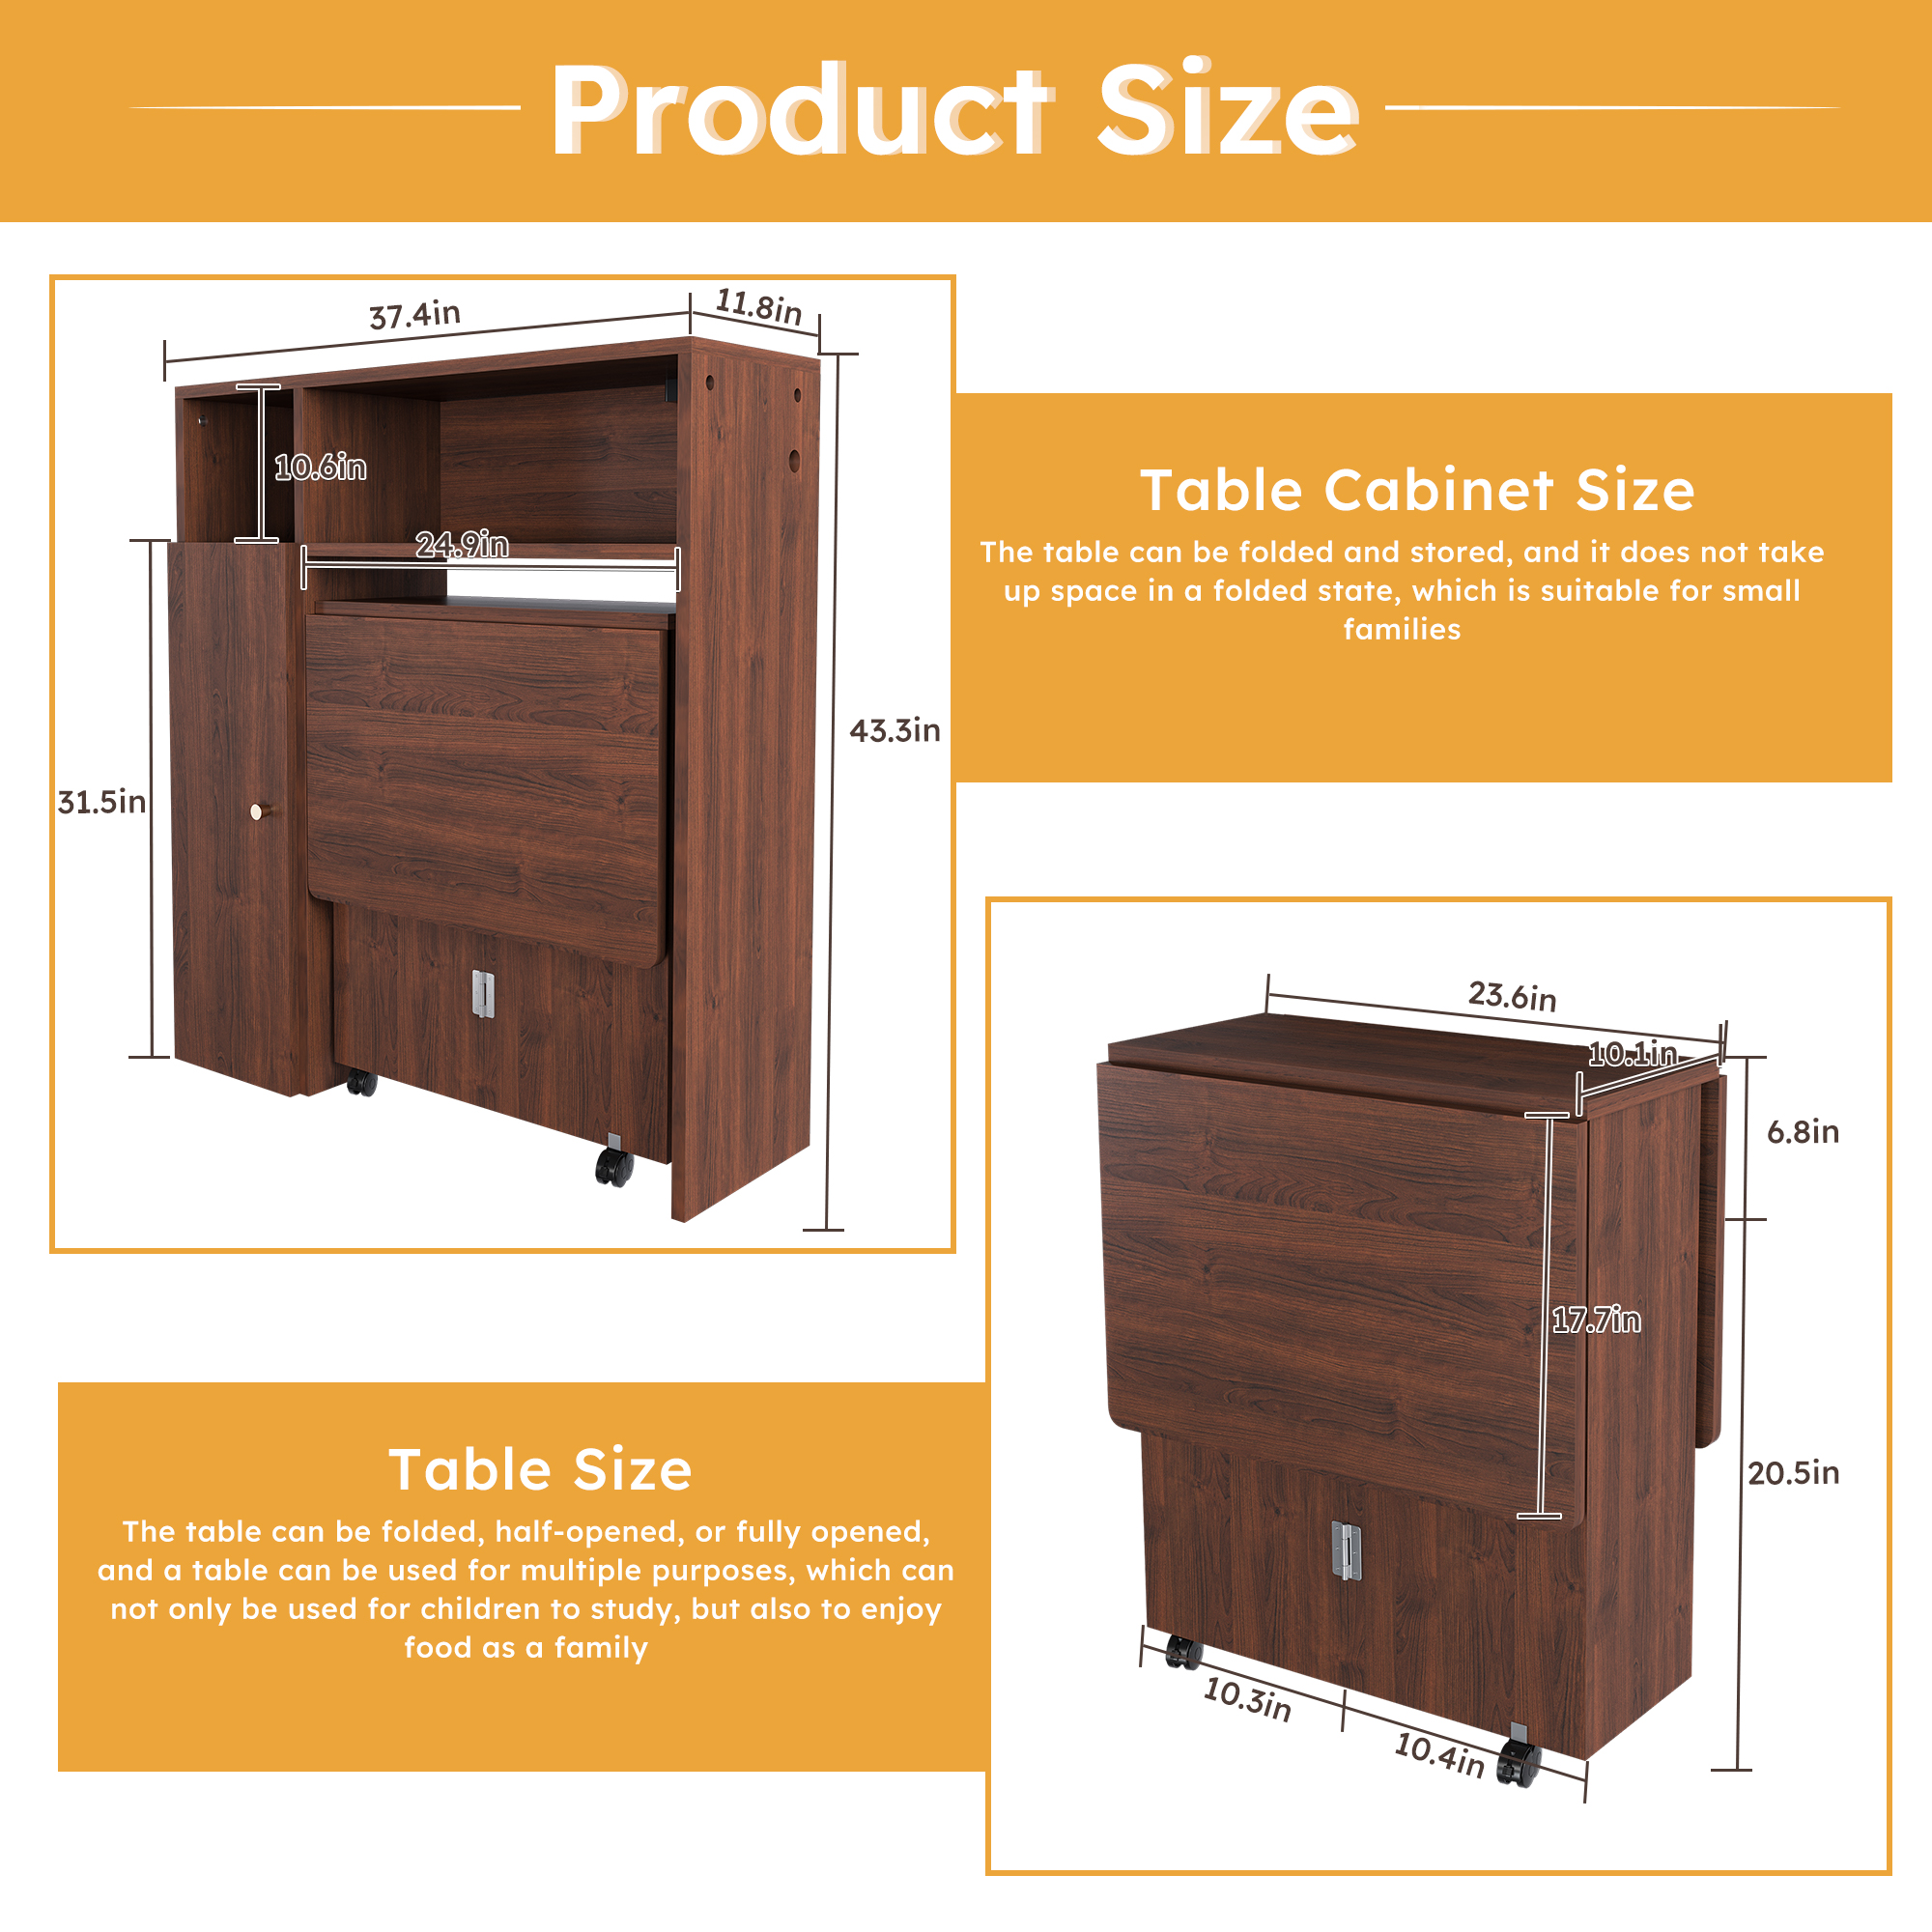 Product Size
37.4in
11.8in
10.6in
24.9in
43.3in
31.5in
Table Cabinet Size
The table can be folded and stored, and it does not take
up space in a folded state, which is suitable for small
families
23.6in
10.1in
6.8in
17.7in
20.5in
10.3in
10.4in
Table Size
The table can be folded, half-opened, or fully opened,
and a table can be used for multiple purposes, which can
not only be used for children to study, but also to enjoy
food as a family